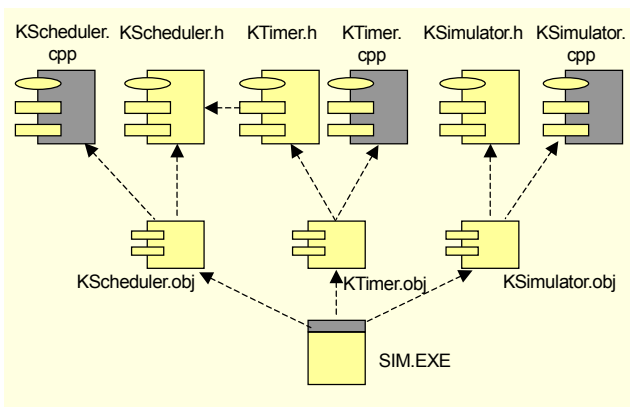 KScheduler.
cpp
KScheduler.h
KTimer.h
KTimer.
cpp
KSimulator.h
KSimulator.
cpp
KScheduler.obj
KTimer.obj
KSimulator.obj
SIM.EXE